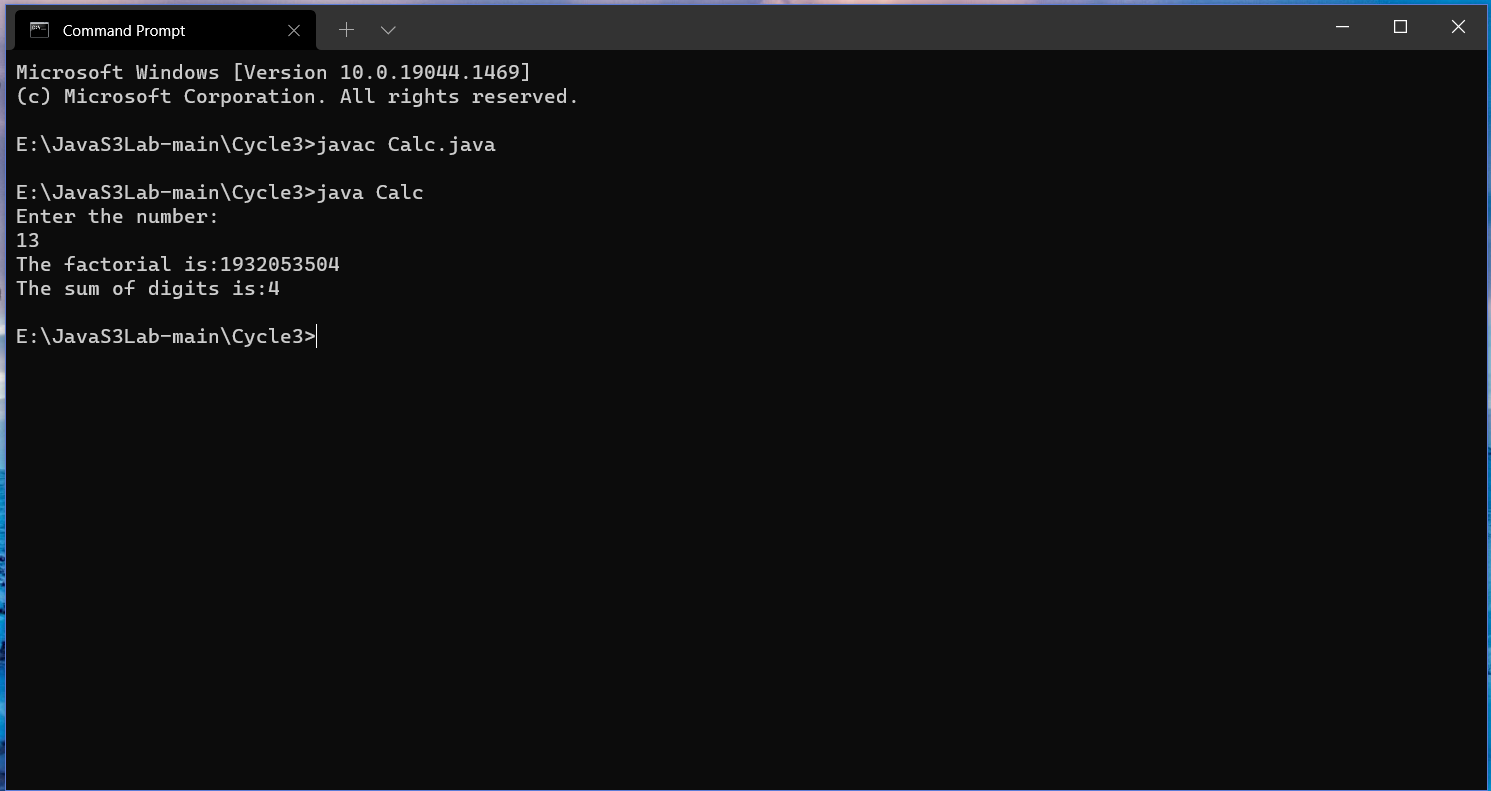 Command Prompt
Microsoft Windows [Version 10.0.19044.1469]
(c) Microsoft Corporation. All rights reserved.
E:\JavaS3Lab-main\Cycle3>javac Calc.java
E:\JavaS3Lab-main\Cycle3>java Calc
Enter the number:
13
The factorial is:1932053504
The sum of digits is:4
E:\JavaS3Lab-main\Cycle3>